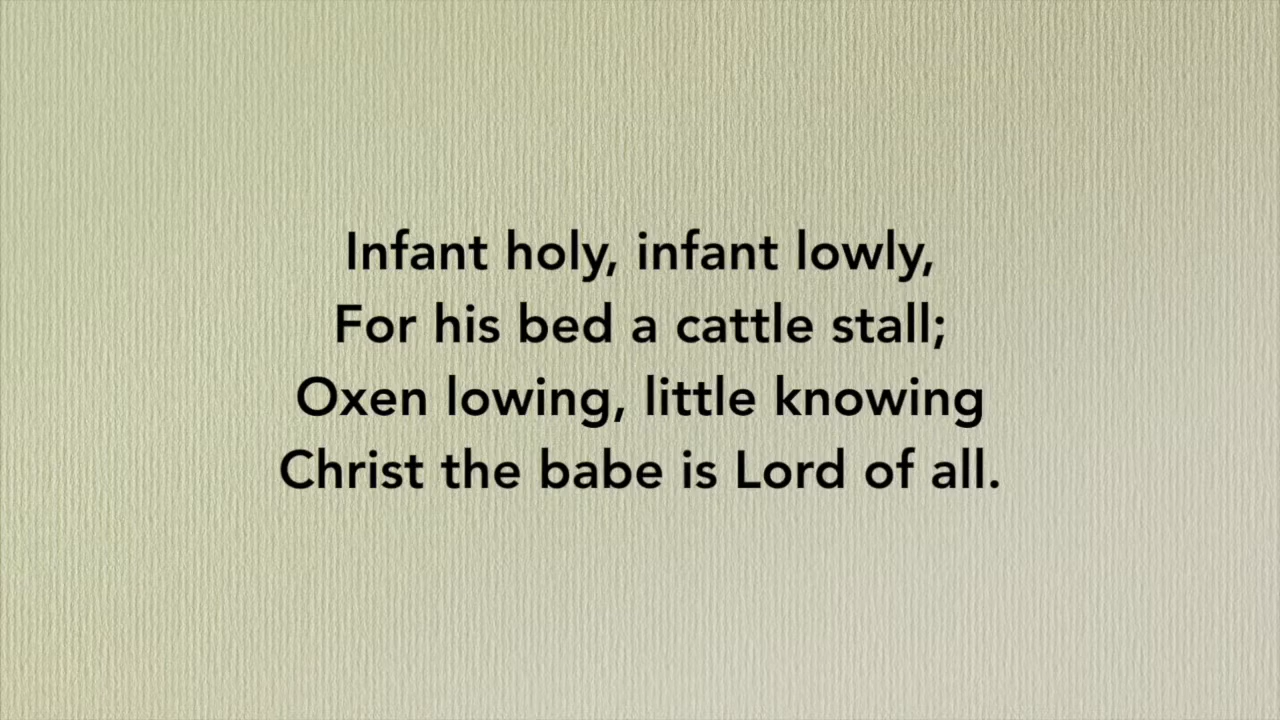 Infant holy, infant lowly,
For his bed a cattle stall;
Oxen lowing, little knowing
Christ the babe is Lord of all.